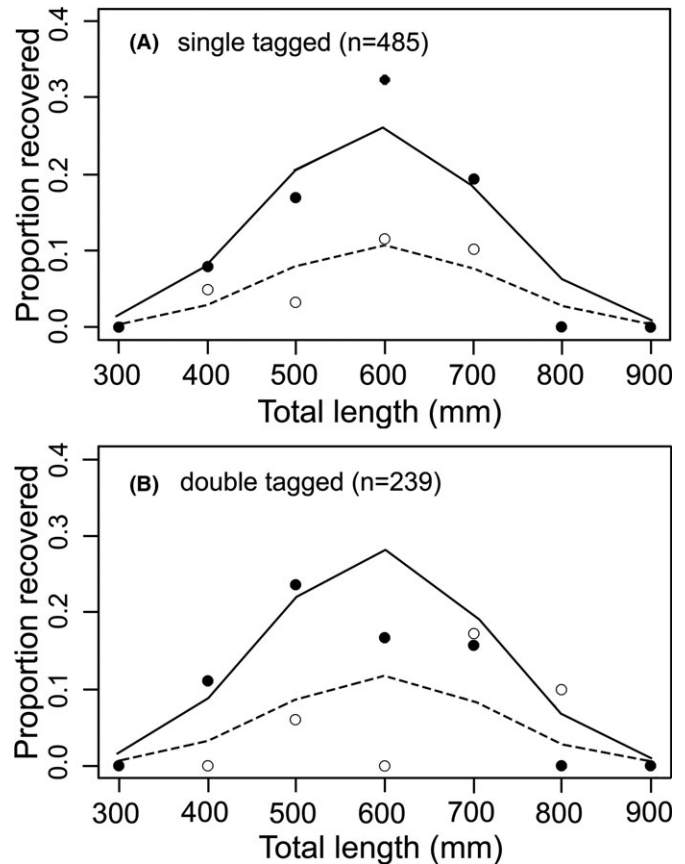 (A) single tagged (n=485)
Proportion recovered
0.4
0.3
0.2
0.1
0.0
300 400 500 600 700 800 900
Total length (mm)
(B) double tagged (n=239)
Proportion recovered
0.4
0.3
0.2
0.1
0.0
300 400 500 600 700 800 900
Total length (mm)